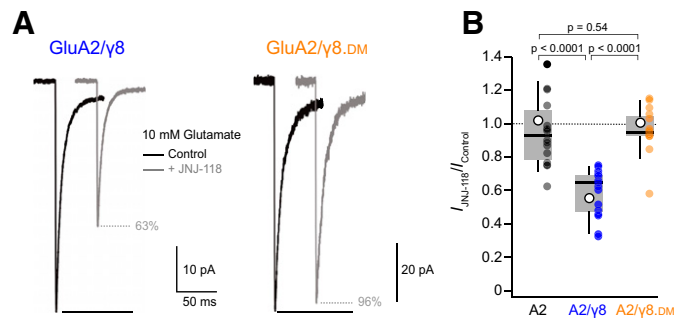 A
GluA2/γ8
GluA2/γ8.DM
10 mM Glutamate
Control
+ JNJ-118
63%
96%
10 pA
50 ms
20 pA
B
p = 0.54
p < 0.0001
p < 0.0001
IJNJ-118/IControl
1.4
1.2
1.0
0.8
0.6
0.4
0.2
0
A2
A2/γ8
A2/γ8.DM